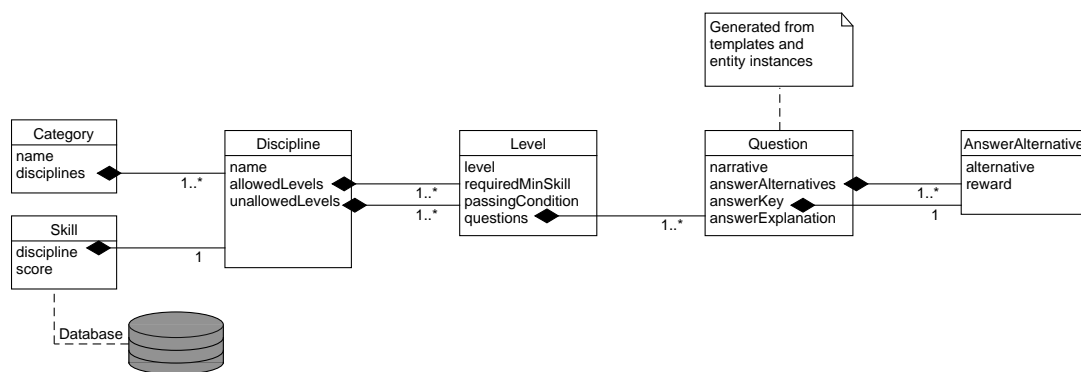 Generated from
templates and
entity instances
Category
name
disciplines
1..*
Skill
discipline
score
1
Database
Discipline
name
allowedLevels
unallowedLevels
1..*
1..*
Level
level
requiredMinSkill
passingCondition
questions
1..*
Question
narrative
answerAlternatives
answerKey
answerExplanation
1..*
1
AnswerAlternative
alternative
reward